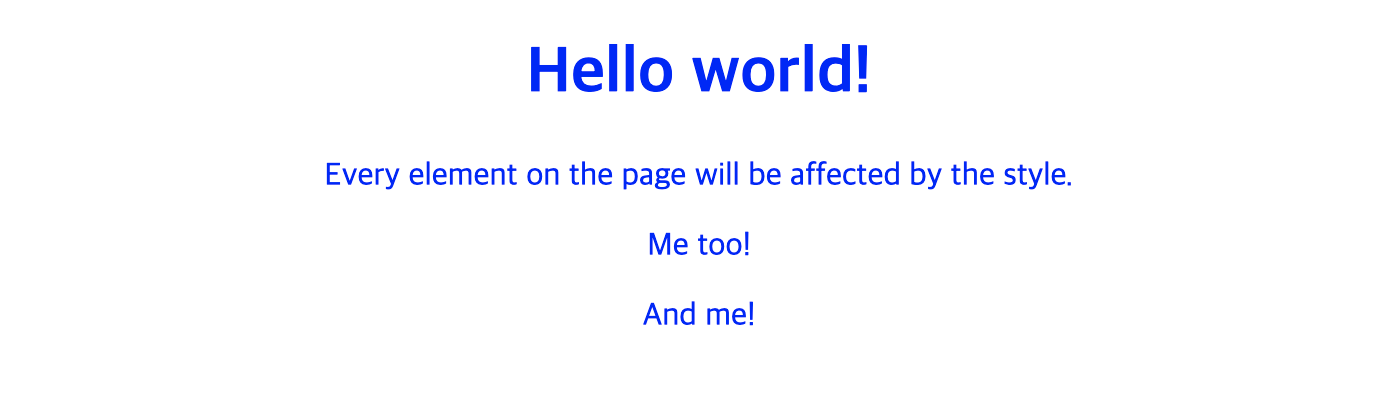 Hello world!
Every element on the page will be affected by the style.
Me too!
And me!